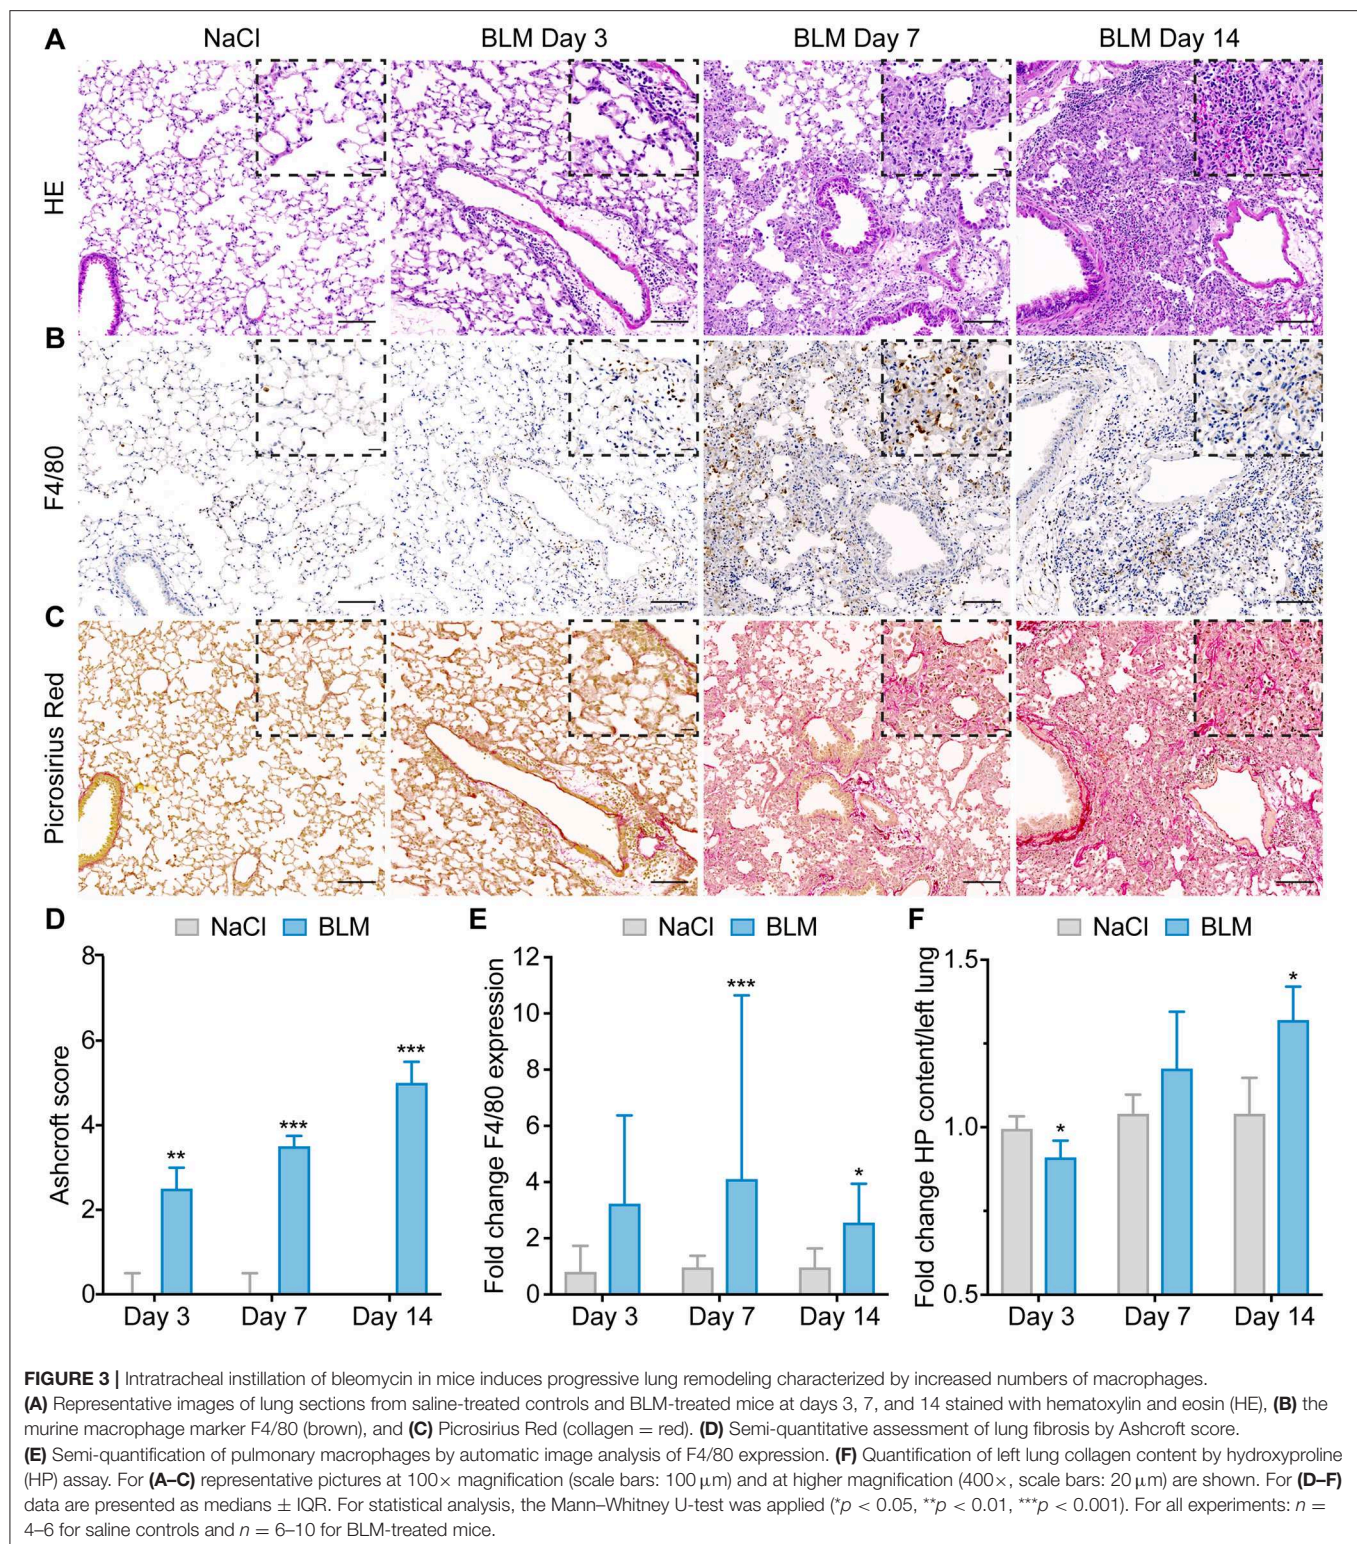 A
NaCl
BLM Day 3
BLM Day 7
BLM Day 14
HE
B
F4/80
C
Picrosirius Red
D
NaCl BLM
Ashcroft score
8
6
4
2
0
**
***
***
Day 3 Day 7 Day 14
E
NaCl BLM
Fold change F4/80 expression
12
10
8
6
4
2
0
***
*
Day 3 Day 7 Day 14
F
NaCl BLM
Fold change HP content/left lung
1.5
1.0
0.5
*
*
Day 3 Day 7 Day 14
FIGURE 3 | Intratracheal instillation of bleomycin in mice induces progressive lung remodeling characterized by increased numbers of macrophages.
(A) Representative images of lung sections from saline-treated controls and BLM-treated mice at days 3, 7, and 14 stained with hematoxylin and eosin (HE), (B) the
murine macrophage marker F4/80 (brown), and (C) Picrosirius Red (collagen = red). (D) Semi-quantitative assessment of lung fibrosis by Ashcroft score.
(E) Semi-quantification of pulmonary macrophages by automatic image analysis of F4/80 expression. (F) Quantification of left lung collagen content by hydroxyproline
(HP) assay. For (A–C) representative pictures at 100× magnification (scale bars: 100 μm) and at higher magnification (400×, scale bars: 20 μm) are shown. For (D–F)
data are presented as medians ± IQR. For statistical analysis, the Mann–Whitney U-test was applied (*p < 0.05, **p < 0.01, ***p < 0.001). For all experiments: n =
4–6 for saline controls and n = 6–10 for BLM-treated mice.